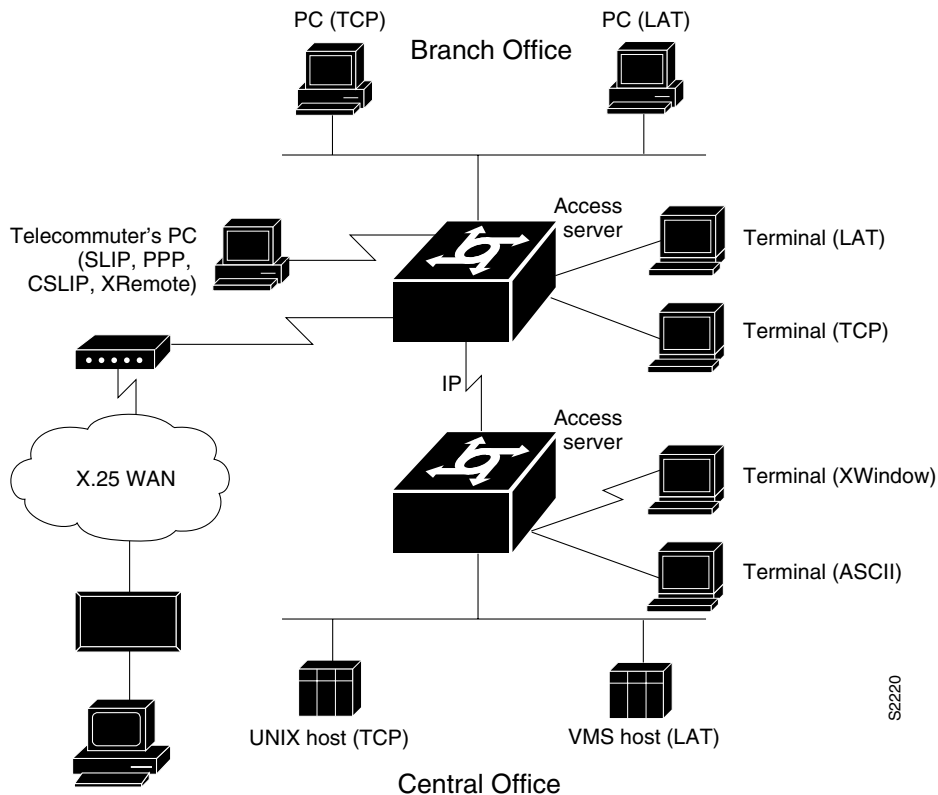 PC (TCP)
PC (LAT)
Branch Office
Access
server
Telecommuter's PC
(SLIP, PPP,
CSLIP, XRemote)
Terminal (LAT)
Terminal (TCP)
IP
Access
server
X.25 WAN
Terminal (XWindow)
Terminal (ASCII)
UNIX host (TCP)
VMS host (LAT)
S2220
Central Office